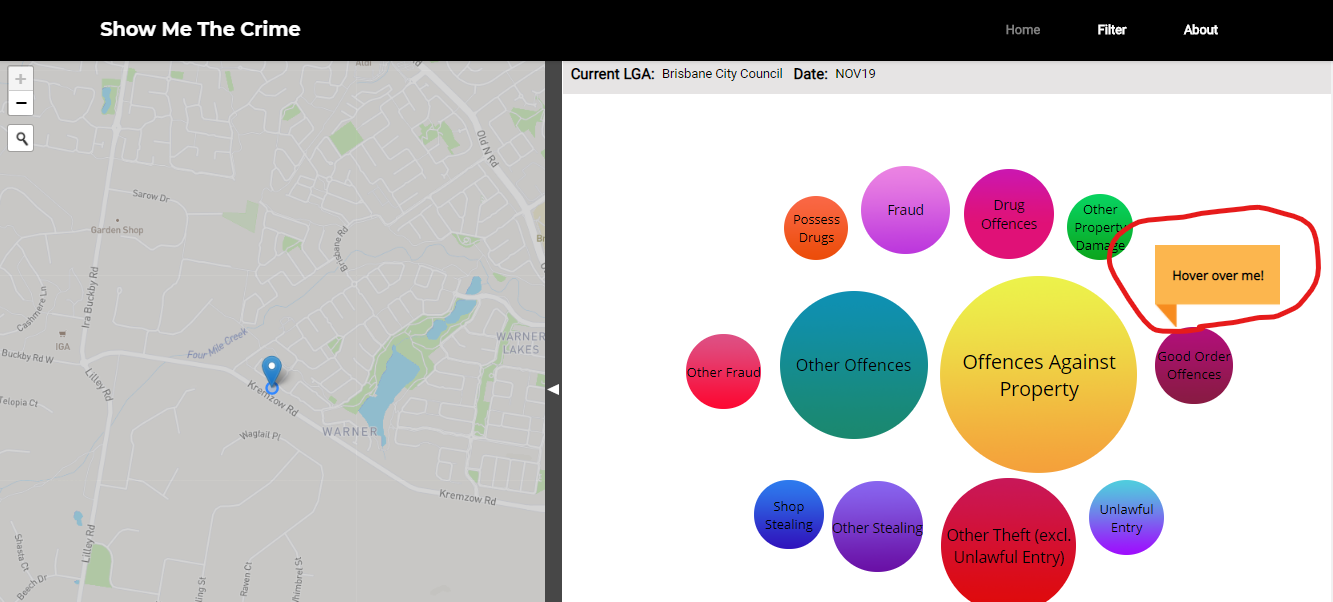 Show Me The Crime
Home
Filter
About
Current LGA: Brisbane City Council Date: NOV19
Old N Rd
Sarow Dr
Garden Shop
Brisbane Rd
Ira Buckby Rd
Cashmere Ln
IGA
Buckby Rd W
Four Mile Creek
WARNER
LAKES
Lilley Rd
Kremzow Rd
Telopia Ct
Wagtail Pl
WARNER
Kremzow Rd
Lilley Rd
Shasta Ct
Beech Dr
Raven Ct
Possess
Drugs
Fraud
Drug
Offences
Other
Property
Damage
Hover over me!
Other Fraud
Other Offences
Offences Against
Property
Good Order
Offences
Shop
Stealing
Other Stealing
Other Theft (excl.
Unlawful Entry)
Unlawful
Entry